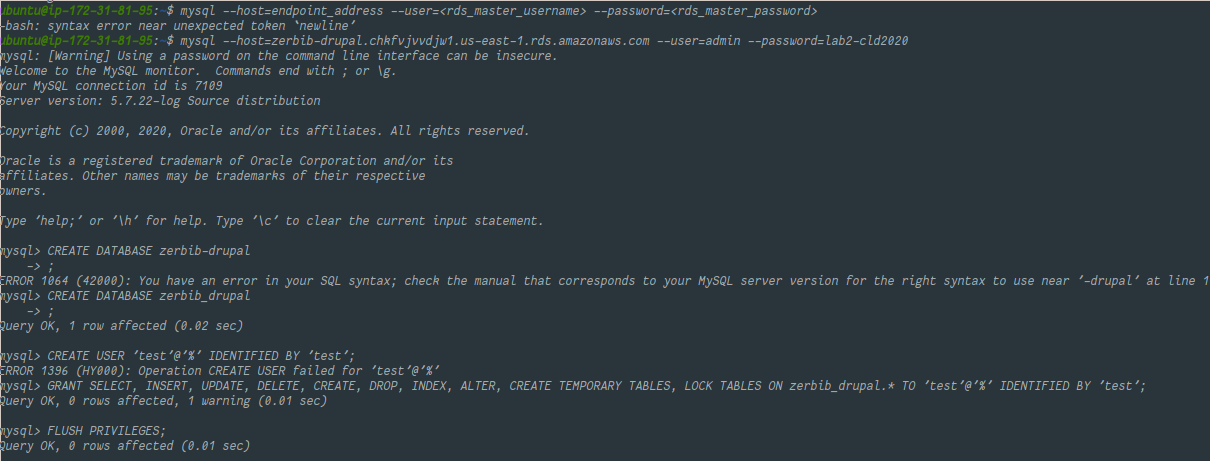 ubuntu@ip-172-31-81-95:~$ mysql --host=endpoint_address --user=<rds_master_username> --password=<rds_master_password>
-bash: syntax error near unexpected token `newline'
ubuntu@ip-172-31-81-95:~$ mysql --host=zerbib-drupal.chkfvjvvdjw1.us-east-1.rds.amazonaws.com --user=admin --password=lab2-cld2020
mysql: [Warning] Using a password on the command line interface can be insecure.
Welcome to the MySQL monitor.  Commands end with ; or \g.
Your MySQL connection id is 7109
Server version: 5.7.22-log Source distribution
Copyright (c) 2000, 2020, Oracle and/or its affiliates. All rights reserved.
Oracle is a registered trademark of Oracle Corporation and/or its
affiliates. Other names may be trademarks of their respective
owners.
Type 'help;' or '\h' for help. Type '\c' to clear the current input statement.
mysql> CREATE DATABASE zerbib-drupal
    -> ;
ERROR 1064 (42000): You have an error in your SQL syntax; check the manual that corresponds to your MySQL server version for the right syntax to use near '-drupal' at line 1
mysql> CREATE DATABASE zerbib_drupal
    -> ;
Query OK, 1 row affected (0.02 sec)
mysql> CREATE USER 'test'@'%' IDENTIFIED BY 'test';
ERROR 1396 (HY000): Operation CREATE USER failed for 'test'@'%'
mysql> GRANT SELECT, INSERT, UPDATE, DELETE, CREATE, DROP, INDEX, ALTER, CREATE TEMPORARY TABLES, LOCK TABLES ON zerbib_drupal.* TO 'test'@'%' IDENTIFIED BY 'test';
Query OK, 0 rows affected, 1 warning (0.01 sec)
mysql> FLUSH PRIVILEGES;
Query OK, 0 rows affected (0.01 sec)